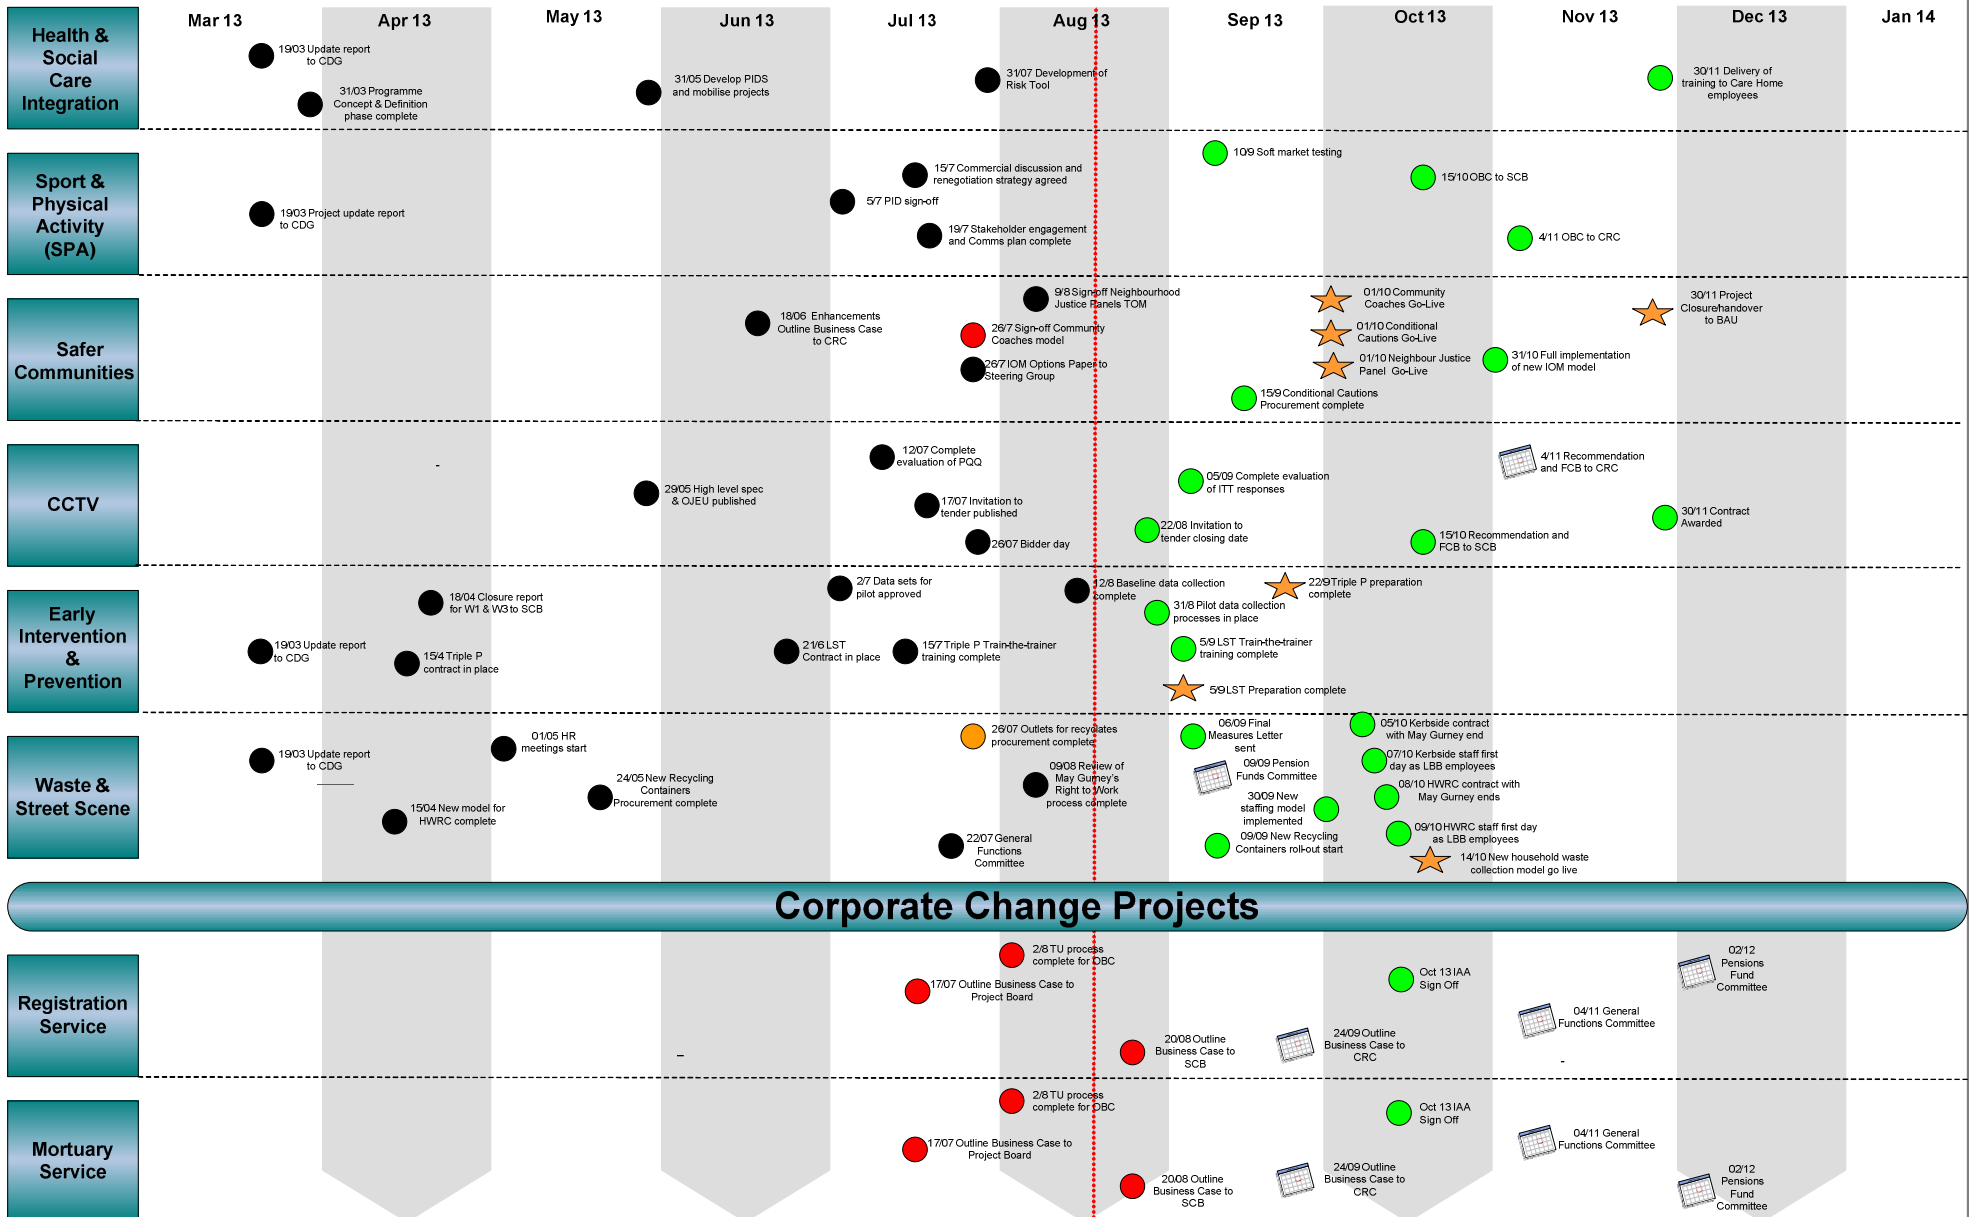 Mar 13
Apr 13
May 13
Jun 13
Jul 13
Aug 13
Sep 13
Oct 13
Nov 13
Dec 13
Jan 14
Health &
Social
Care
Integration
19/03 Update report
to CDG
31/03 Programme
Concept & Definition
phase complete
31/05 Develop PIDS
and mobilise projects
31/07 Development of
Risk Tool
30/11 Delivery of
training to Care Home
employees
Sport &
Physical
Activity
(SPA)
19/03 Project update report
to CDG
15/7 Commercial discussion and
renegotiation strategy agreed
5/7 PID sign-off
19/7 Stakeholder engagement
and Comms plan complete
10/9 Soft market testing
15/10 OBC to SCB
4/11 OBC to CRC
Safer
Communities
18/06 Enhancements
Outline Business Case
to CRC
9/8 Sign-off Neighbourhood
Justice Panels TOM
26/7 Sign-off Community
Coaches model
26/7 IOM Options Paper to
Steering Group
01/10 Community
Coaches Go-Live
01/10 Conditional
Cautions Go-Live
01/10 Neighbour Justice
Panel Go-Live
15/9 Conditional Cautions
Procurement complete
31/10 Full implementation
of new IOM model
30/11 Project
Closure/handover
to BAU
CCTV
-
29/05 High level spec
& OJEU published
12/07 Complete
evaluation of PQQ
17/07 Invitation to
tender published
26/07 Bidder day
05/09 Complete evaluation
of ITT responses
22/08 Invitation to
tender closing date
15/10 Recommendation and
FCB to SCB
4/11 Recommendation
and FCB to CRC
30/11 Contract
Awarded
Early
Intervention
&
Prevention
19/03 Update report
to CDG
18/04 Closure report
for W1 & W3 to SCB
15/4 Triple P
contract in place
21/6 LST
Contract in place
2/7 Data sets for
pilot approved
15/7 Triple P Train-the-trainer
training complete
12/8 Baseline data collection
complete
31/8 Pilot data collection
processes in place
5/9 LST Train-the-trainer
training complete
5/9 LST Preparation complete
22/9 Triple P preparation
complete
Waste &
Street Scene
19/03 Update report
to CDG
15/04 New model for
HWRC complete
01/05 HR
meetings start
24/05 New Recycling
Containers
Procurement complete
26/07 Outlets for recyclates
procurement complete
09/08 Review of
May Gurney's
Right to Work
process complete
22/07 General
Functions
Committee
06/09 Final
Measures Letter
sent
09/09 Pension
Funds Committee
30/09 New
staffing model
implemented
09/09 New Recycling
Containers roll-out start
05/10 Kerbside contract
with May Gurney end
07/10 Kerbside staff first
day as LBB employees
08/10 HWRC contract with
May Gurney ends
09/10 HWRC staff first day
as LBB employees
14/10 New household waste
collection model go live
Corporate Change Projects
Registration
Service
2/8 TU process
complete for OBC
17/07 Outline Business Case to
Project Board
20/08 Outline
Business Case to
SCB
24/09 Outline
Business Case to
CRC
Oct 13 IAA
Sign Off
04/11 General
Functions Committee
02/12
Pensions
Fund
Committee
Mortuary
Service
2/8 TU process
complete for OBC
17/07 Outline Business Case to
Project Board
20/08 Outline
Business Case to
SCB
24/09 Outline
Business Case to
CRC
Oct 13 IAA
Sign Off
04/11 General
Functions Committee
02/12
Pensions
Fund
Committee